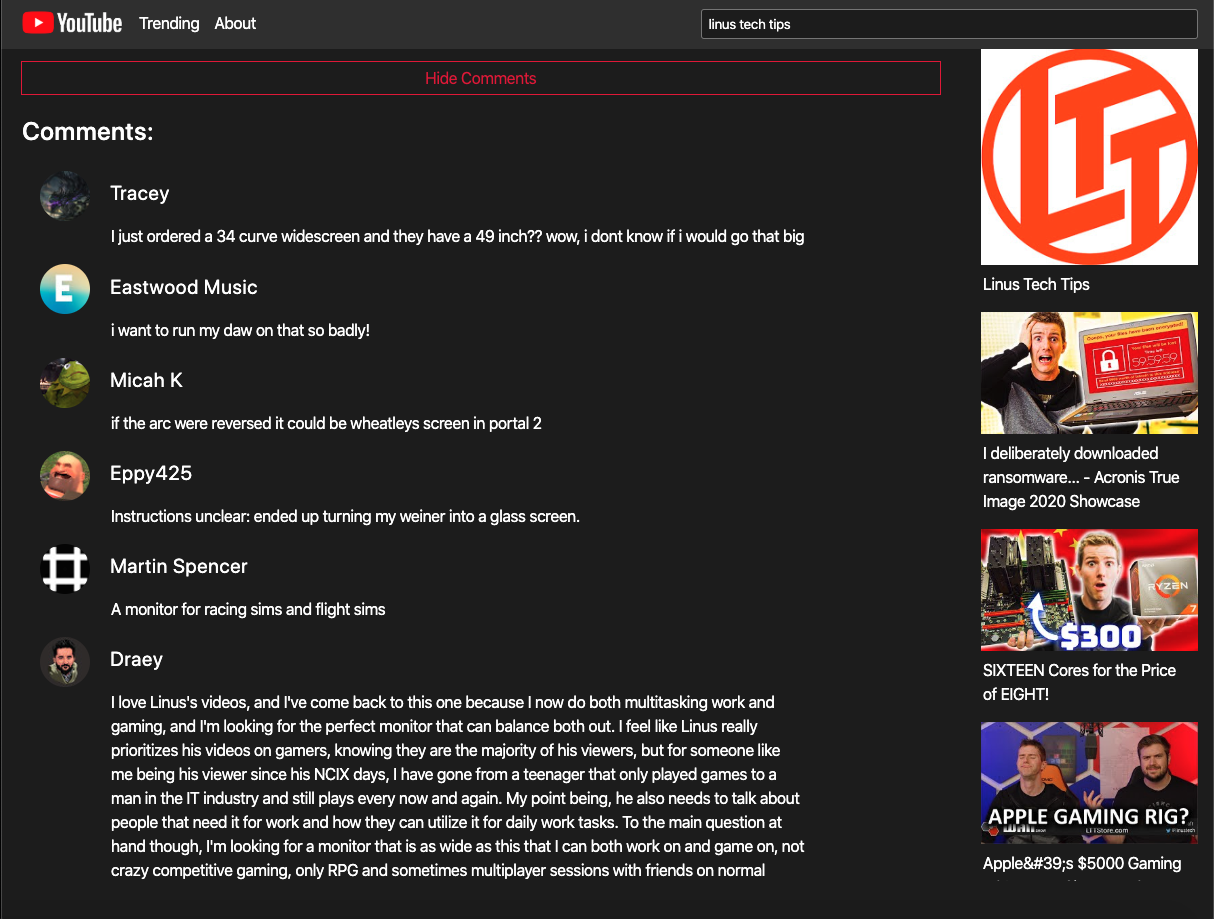 YouTube Trending About linus tech tips
Hide Comments
Comments:
Tracey
I just ordered a 34 curve widescreen and they have a 49 inch?? wow, i dont know if i would go that big
E
Eastwood Music
i want to run my daw on that so badly!
Micah K
if the arc were reversed it could be wheatleys screen in portal 2
Eppy425
Instructions unclear: ended up turning my weiner into a glass screen.
Martin Spencer
A monitor for racing sims and flight sims
Draey
I love Linus's videos, and I've come back to this one because I now do both multitasking work and
gaming, and I'm looking for the perfect monitor that can balance both out. I feel like Linus really
prioritizes his videos on gamers, knowing they are the majority of his viewers, but for someone like
me being his viewer since his NCIX days, I have gone from a teenager that only played games to a
man in the IT industry and still plays every now and again. My point being, he also needs to talk about
people that need it for work and how they can utilize it for daily work tasks. To the main question at
hand though, I'm looking for a monitor that is as wide as this that I can both work on and game on, not
crazy competitive gaming, only RPG and sometimes multiplayer sessions with friends on normal
LTT
Linus Tech Tips
Ooops, your files have been encrypted!
59:59:59
I deliberately downloaded
ransomware... - Acronis True
Image 2020 Showcase
RYZEN
7
$300
SIXTEEN Cores for the Price
of EIGHT!
APPLE GAMING RIG?
WAN SHOW
LTTStore.com
Apple&#39;s $5000 Gaming